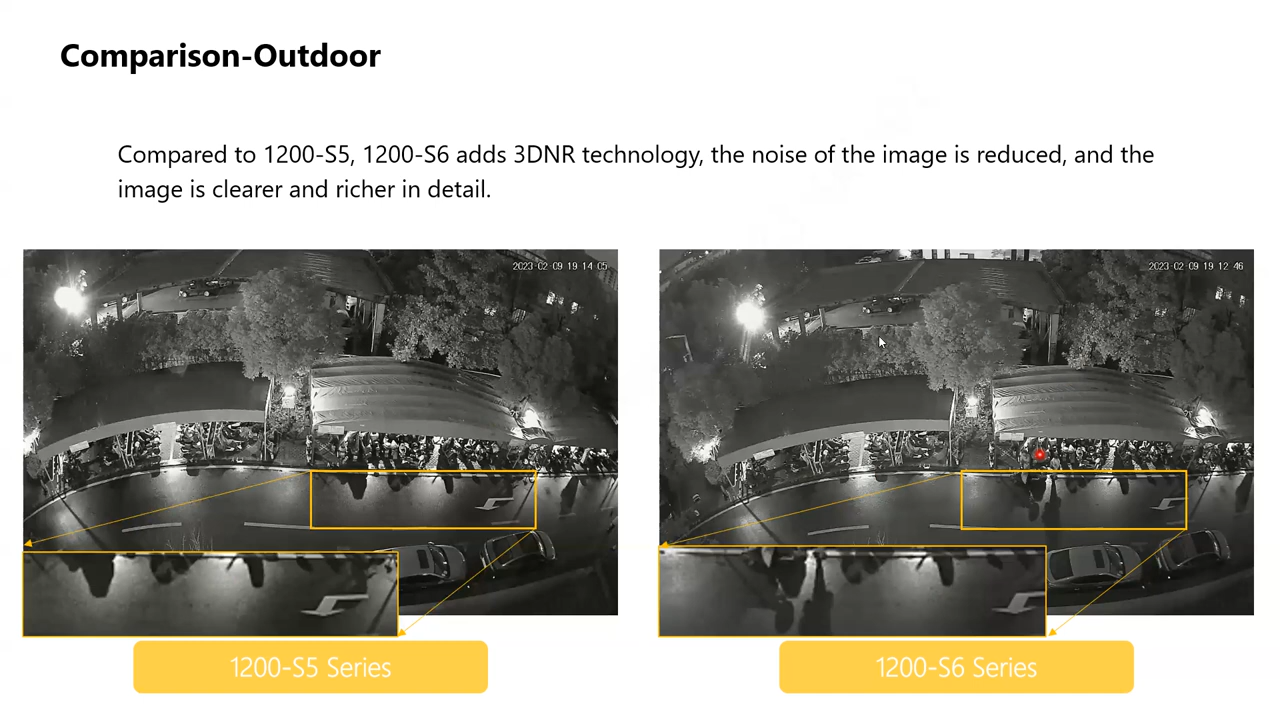 Comparison-Outdoor
Compared to 1200-S5, 1200-S6 adds 3DNR technology, the noise of the image is reduced, and the
image is clearer and richer in detail.
2023-02-09 19:14:05
2023-02-09 19:12:46
1200-S5 Series
1200-S6 Series